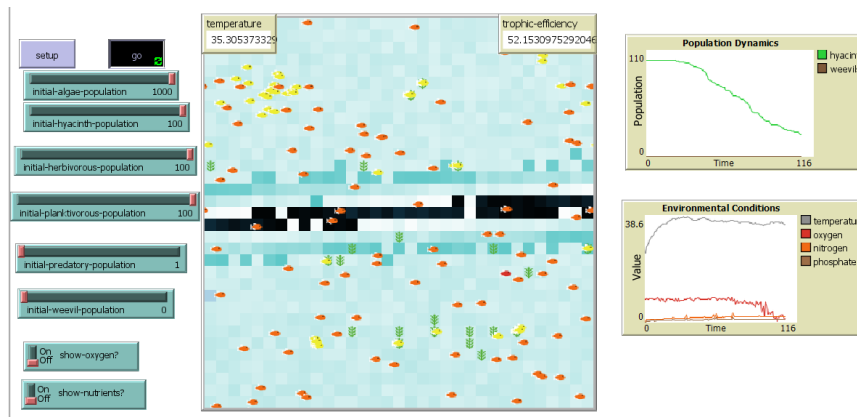 setup
go
initial-algae-population 1000
initial-hyacinth-population 100
initial-herbivorous-population 100
initial-planktivorous-population 100
initial-predatory-population 1
initial-weevil-population 0
On
Off show-oxygen?
On
Off show-nutrients?
temperature
35.305373329
trophic-efficiency
52.1530975292046
Population Dynamics
110
Population
0
0 Time 116
hyacin
weevil
Environmental Conditions
38.6
Value
0
0 Time 116
temperatu
oxygen
nitrogen
phosphate